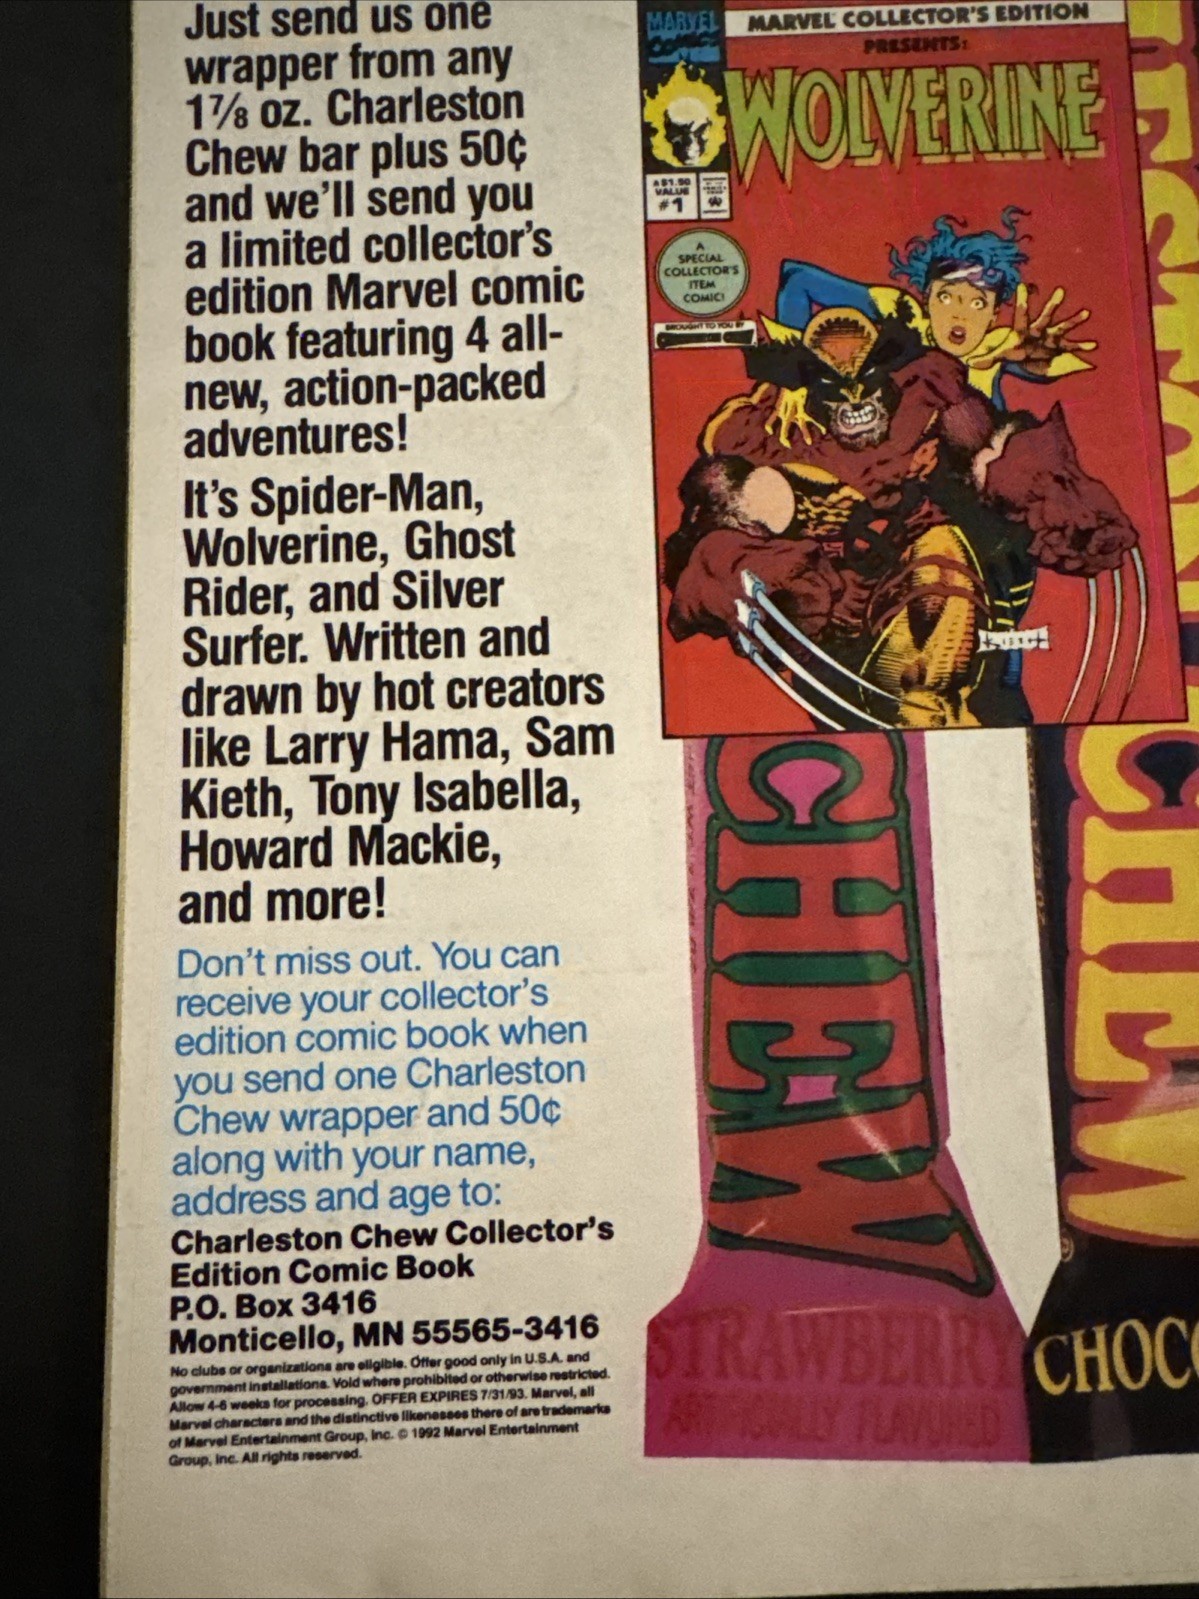 Just send us one
wrapper from any
1⅞ oz. Charleston
Chew bar plus 50¢
and we'll send you
a limited collector's
edition Marvel comic
book featuring 4 all-
new, action-packed
adventures!
It's Spider-Man,
Wolverine, Ghost
Rider, and Silver
Surfer. Written and
drawn by hot creators
like Larry Hama, Sam
Kieth, Tony Isabella,
Howard Mackie,
and more!
Don't miss out. You can
receive your collector's
edition comic book when
you send one Charleston
Chew wrapper and 50¢
along with your name,
address and age to:
Charleston Chew Collector's
Edition Comic Book
P.O. Box 3416
Monticello, MN 55565-3416
No clubs or organizations are eligible. Offer good only in U.S.A. and
government installations. Void where prohibited or otherwise restricted.
Allow 4-6 weeks for processing. OFFER EXPIRES 7/31/93. Marvel, all
Marvel characters and the distinctive likenesses there of are trademarks
of Marvel Entertainment Group, Inc. © 1992 Marvel Entertainment
Group, Inc. All rights reserved.
MARVEL
COMICS
MARVEL COLLECTOR'S EDITION
PRESENTS:
WOLVERINE
A $1.50
VALUE
#1
A
SPECIAL
COLLECTOR'S
ITEM
COMIC!
BROUGHT TO YOU BY
KIETH
CHEW
STRAWBERRY
CHEW
CHOC